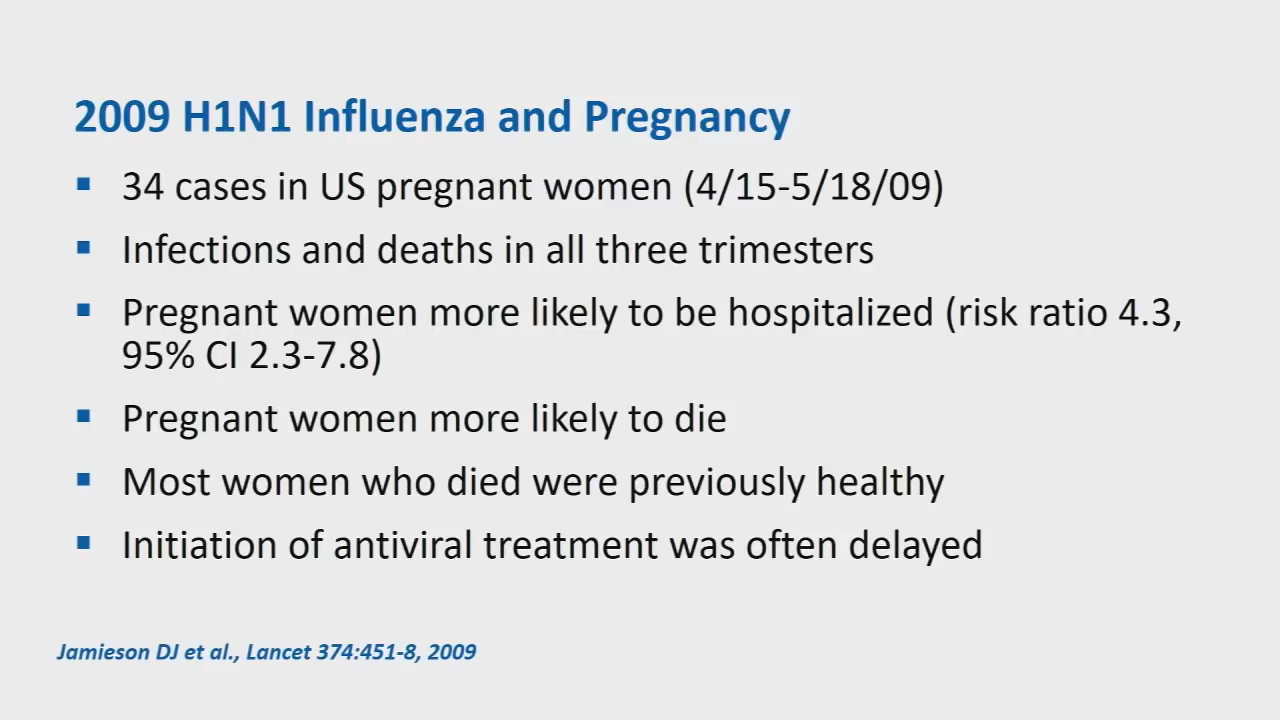 2009 H1N1 Influenza and Pregnancy
▪ 34 cases in US pregnant women (4/15-5/18/09)
▪ Infections and deaths in all three trimesters
▪ Pregnant women more likely to be hospitalized (risk ratio 4.3,
95% CI 2.3-7.8)
▪ Pregnant women more likely to die
▪ Most women who died were previously healthy
▪ Initiation of antiviral treatment was often delayed
Jamieson DJ et al., Lancet 374:451-8, 2009